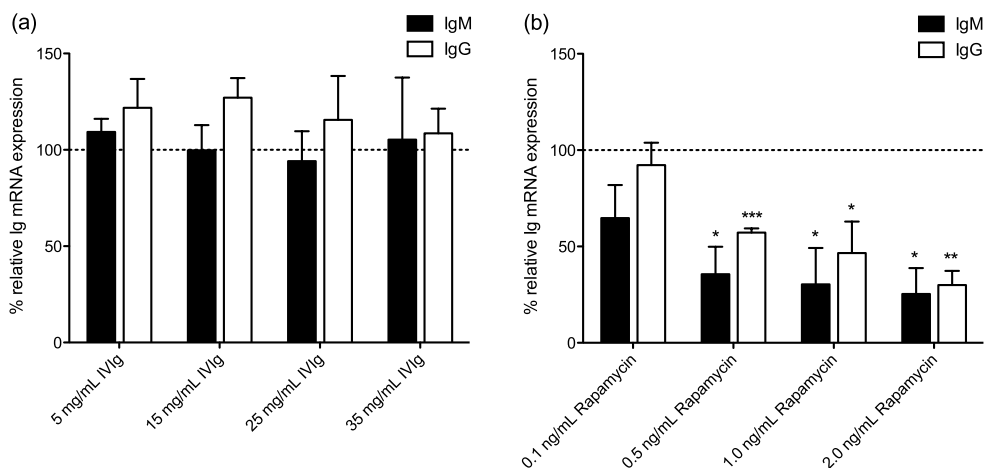 (a)
IgM
IgG
% relative Ig mRNA expression
150
100
50
0
5 mg/mL IVIg
15 mg/mL IVIg
25 mg/mL IVIg
35 mg/mL IVIg
(b)
IgM
IgG
% relative Ig mRNA expression
150
100
50
0
*
***
*
*
*
**
0.1 ng/mL Rapamycin
0.5 ng/mL Rapamycin
1.0 ng/mL Rapamycin
2.0 ng/mL Rapamycin